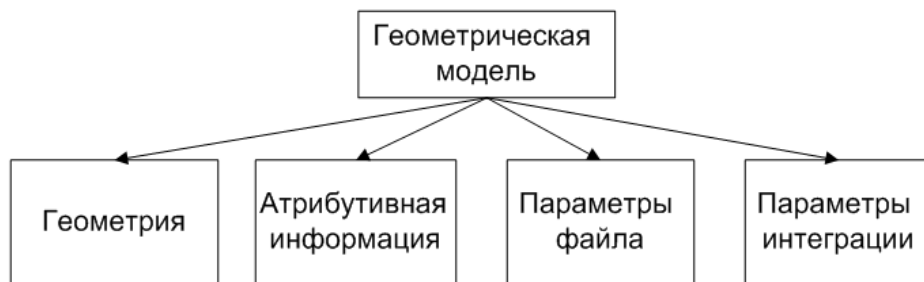 Геометрическая
модель
Геометрия
Атрибутивная
информация
Параметры
файла
Параметры
интеграции